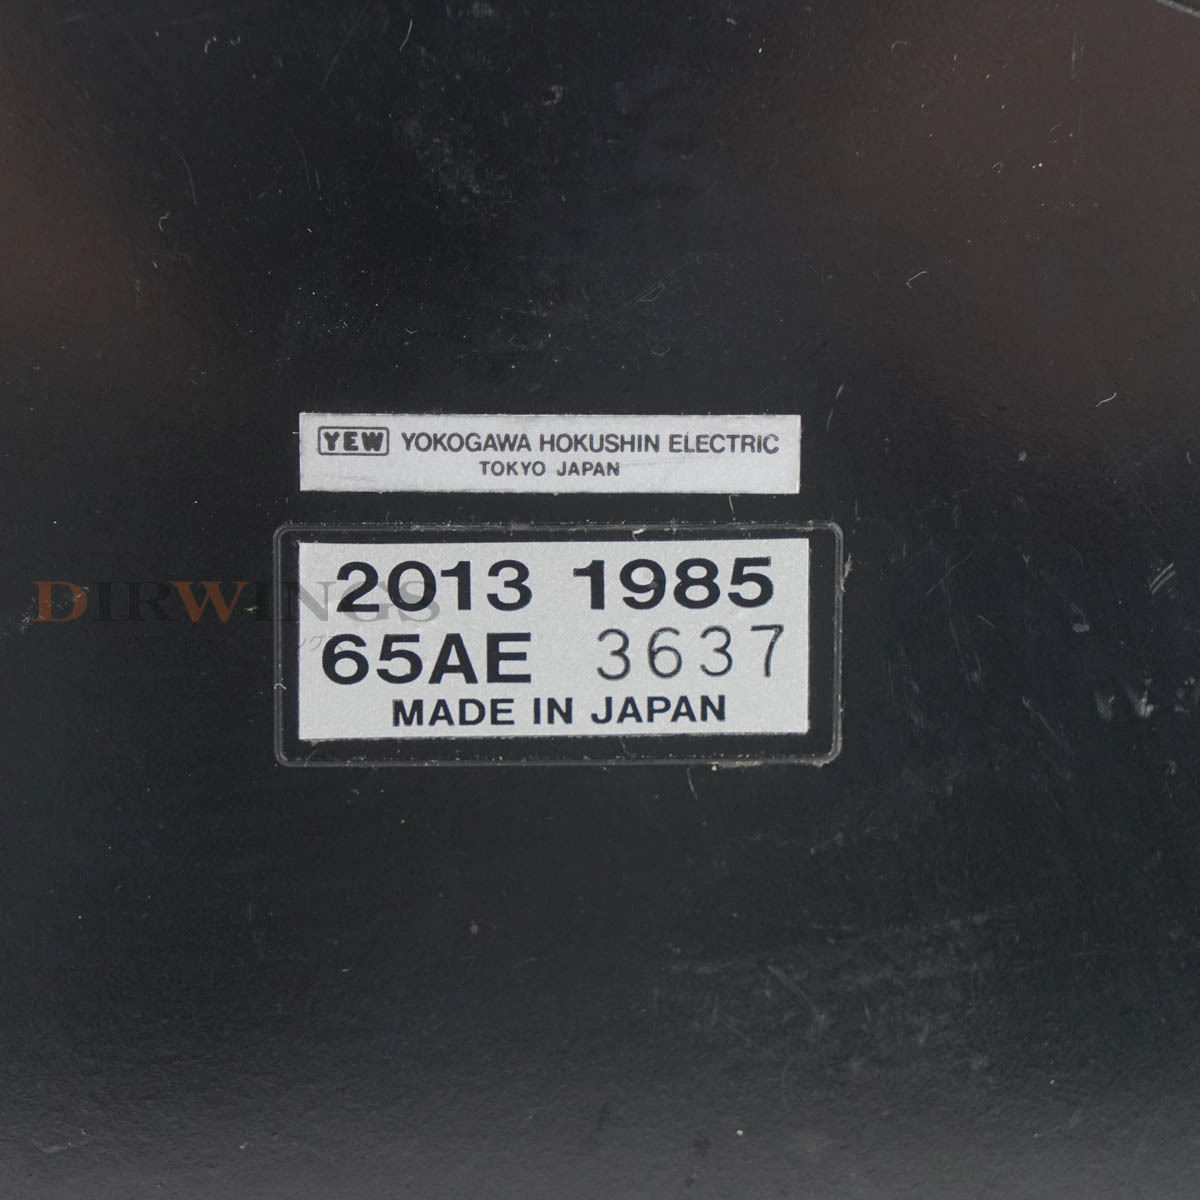 YEW YOKOGAWA HOKUSHIN ELECTRIC
TOKYO JAPAN
2013 1985
DIRWINGS
65AE 3637
MADE IN JAPAN